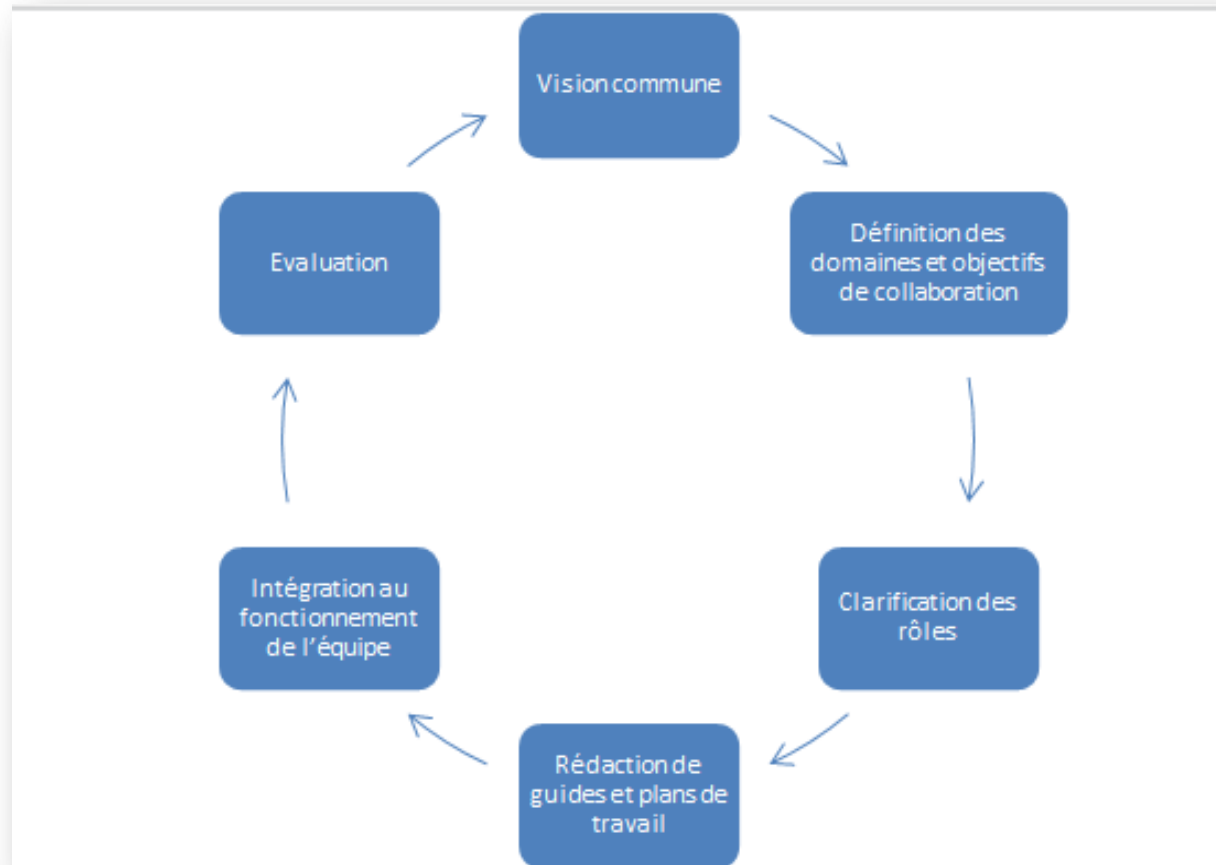 Vision commune
Définition des
domaines et objectifs
de collaboration
Clarification des
rôles
Rédaction de
guides et plans de
travail
Intégration au
fonctionnement
de l'équipe
Evaluation